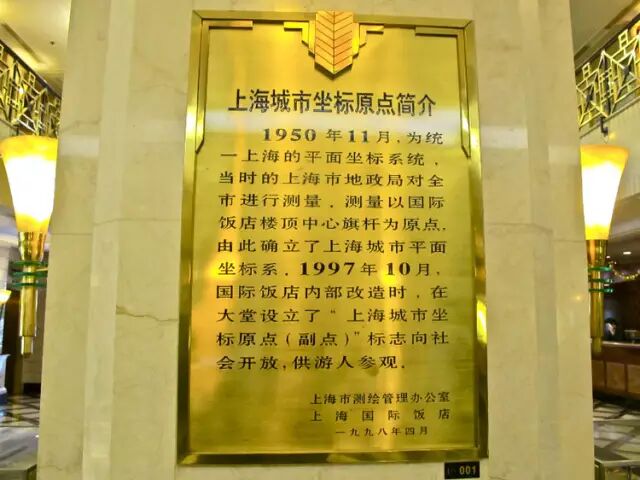 上海城市坐标原点简介
1950年11月,为统
一上海的平面坐标系统,
当时的上海市地政局对全
市进行测量.测量以国际
饭店楼顶中心旗杆为原点,
由此确立了上海城市平面
坐标系.1997年10月,
国际饭店内部改造时,在
大堂设立了“上海城市坐
标原点(副点)”标志向社
会开放,供游人参观.
上海市测绘管理办公室
上海国际饭店
一九九八年四月
001